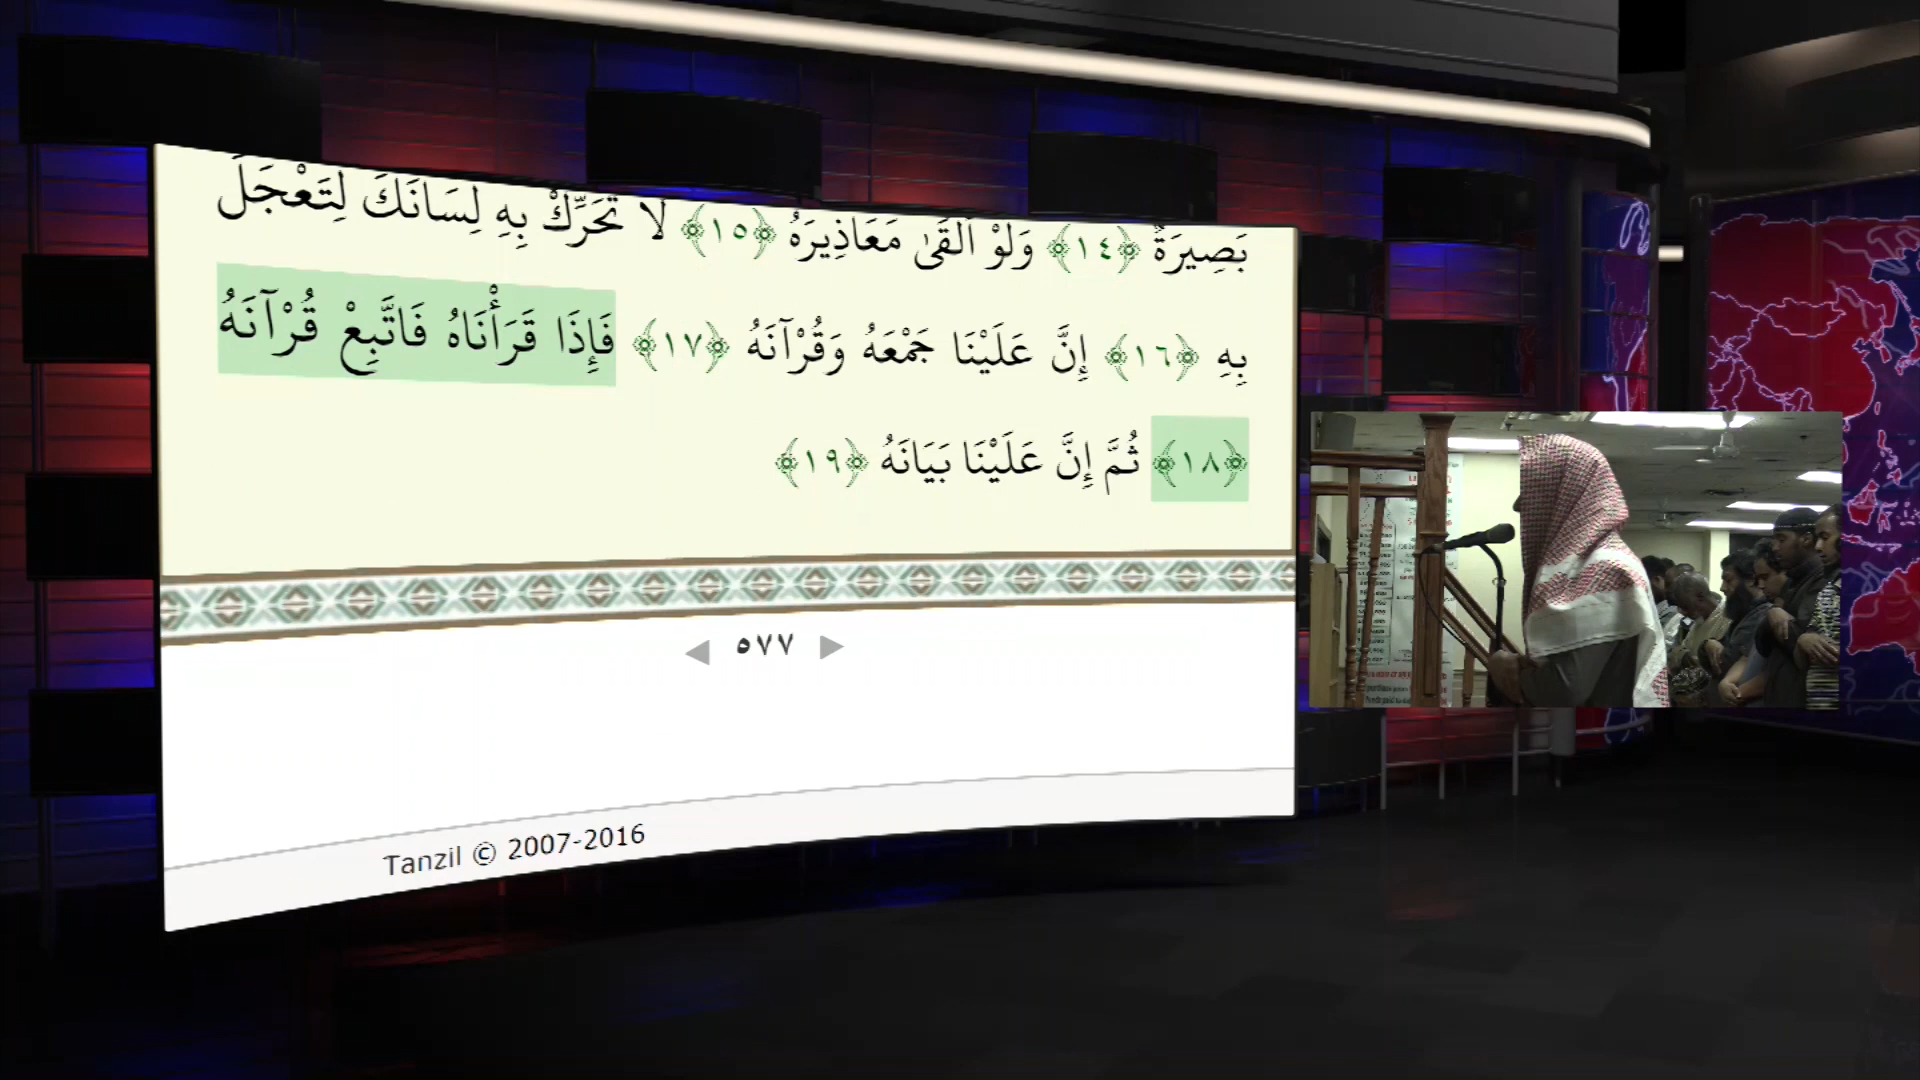 بَصِيرَةٌ ﴿١٤﴾ وَلَوْ أَلْقَىٰ مَعَاذِيرَهُ ﴿١٥﴾ لَا تُحَرِّكْ بِهِ لِسَانَكَ لِتَعْجَلَ
بِهِ ﴿١٦﴾ إِنَّ عَلَيْنَا جَمْعَهُ وَقُرْآنَهُ ﴿١٧﴾ فَإِذَا قَرَأْنَاهُ فَاتَّبِعْ قُرْآنَهُ
﴿١٨﴾ ثُمَّ إِنَّ عَلَيْنَا بَيَانَهُ ﴿١٩﴾
٥٧٧
Tanzil © 2007-2016